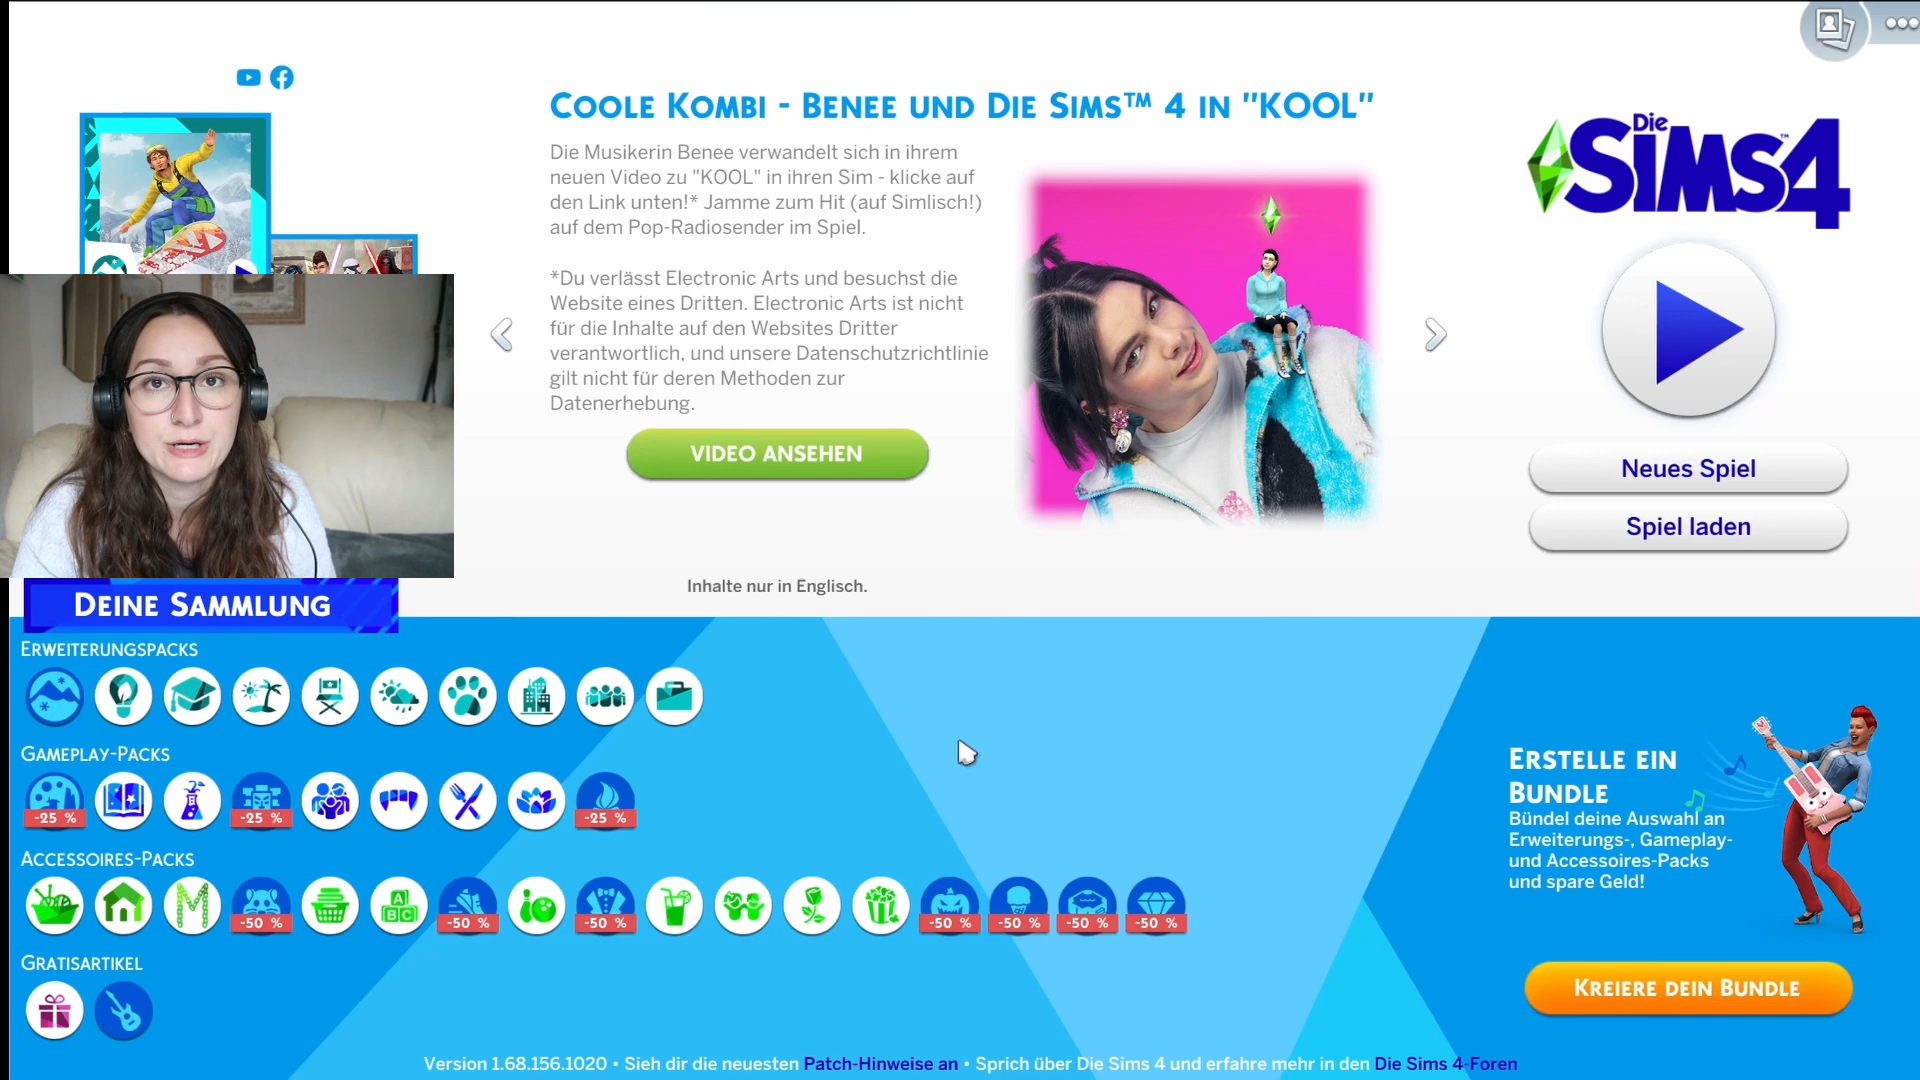 Coole Kombi - Benee und Die Sims™ 4 in "KOOL"
Die Musikerin Benee verwandelt sich in ihrem
neuen Video zu "KOOL" in ihren Sim - klicke auf
den Link unten!* Jamme zum Hit (auf Simlisch!)
auf dem Pop-Radiosender im Spiel.
*Du verlässt Electronic Arts und besuchst die
Website eines Dritten. Electronic Arts ist nicht
für die Inhalte auf den Websites Dritter
verantwortlich, und unsere Datenschutzrichtlinie
gilt nicht für deren Methoden zur
Datenerhebung.
VIDEO ANSEHEN
Inhalte nur in Englisch.
Die Sims™ 4
Neues Spiel
Spiel laden
Deine Sammlung
Erweiterungspacks
Gameplay-Packs
-25 %
-25 %
-25 %
Accessoires-Packs
ABC
-50 %
-50 %
-50 %
-50 %
-50 %
-50 %
-50 %
Gratisartikel
Erstelle ein
Bundle
Bündel deine Auswahl an
Erweiterungs-, Gameplay-
und Accessoires-Packs
und spare Geld!
Kreiere dein Bundle
Version 1.68.156.1020 • Sieh dir die neuesten Patch-Hinweise an • Sprich über Die Sims 4 und erfahre mehr in den Die Sims 4-Foren